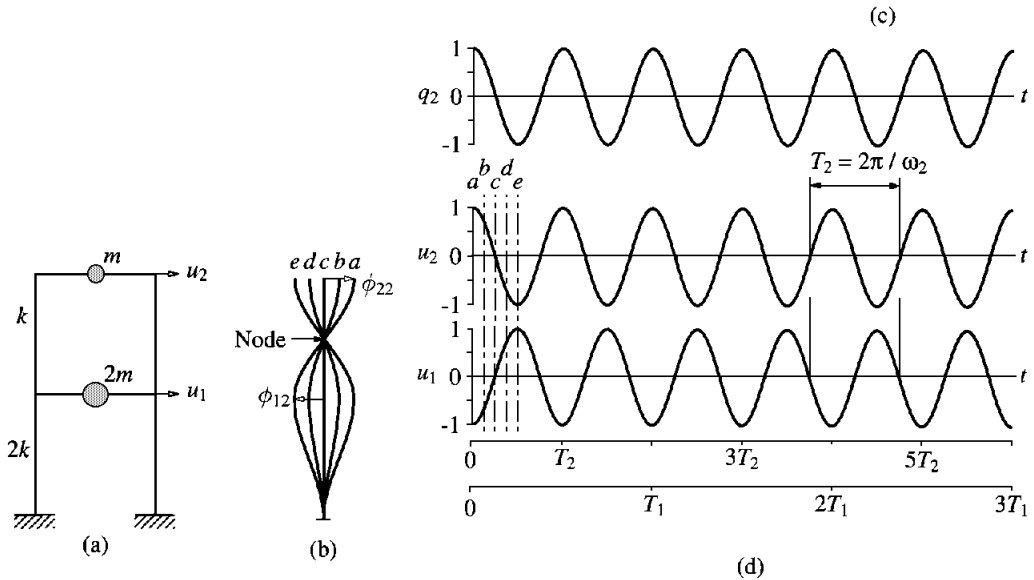 (c)
1
q2 0 t
-1
a b c d e
T2 = 2π / ω2
1
u2 0 t
-1
1
u1 0 t
-1
0 T2 3T2 5T2
0 T1 2T1 3T1
(d)
m
u2
k
2m
u1
2k
(a)
e d c b a
ϕ22
Node
ϕ12
(b)